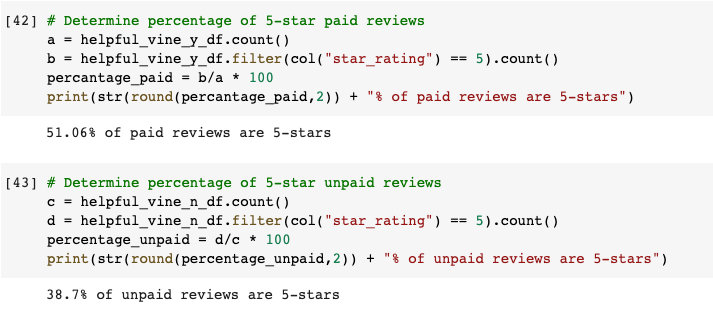 [42] # Determine percentage of 5-star paid reviews
a = helpful_vine_y_df.count()
b = helpful_vine_y_df.filter(col("star_rating") == 5).count()
percantage_paid = b/a * 100
print(str(round(percantage_paid,2)) + "% of paid reviews are 5-stars")
51.06% of paid reviews are 5-stars
[43] # Determine percentage of 5-star unpaid reviews
c = helpful_vine_n_df.count()
d = helpful_vine_n_df.filter(col("star_rating") == 5).count()
percentage_unpaid = d/c * 100
print(str(round(percentage_unpaid,2)) + "% of unpaid reviews are 5-stars")
38.7% of unpaid reviews are 5-stars